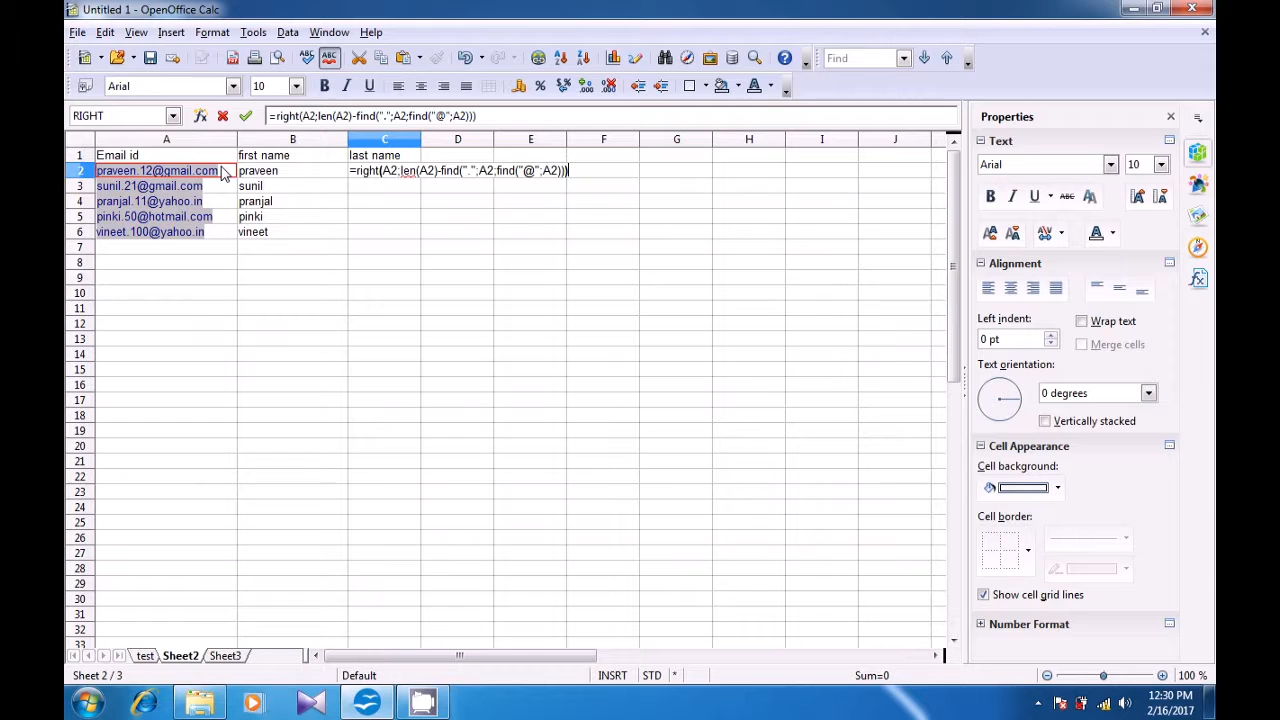 Untitled 1 - OpenOffice Calc
File Edit View Insert Format Tools Data Window Help
Find
Arial 10
RIGHT =right(A2;len(A2)-find(".";A2;find("@";A2)))
A B C D E F G H I J
1 Email id first name last name
2 praveen.12@gmail.com praveen =right(A2;len(A2)-find(".";A2;find("@";A2)))
3 sunil.21@gmail.com sunil
4 pranjal.11@yahoo.in pranjal
5 pinki.50@hotmail.com pinki
6 vineet.100@yahoo.in vineet
7
8
9
10
11
12
13
14
15
16
17
18
19
20
21
22
23
24
25
26
27
28
29
30
31
32
33
test Sheet2 Sheet3
Sheet 2 / 3 Default INSRT STD * Sum=0 100 %
Properties
Text
Arial 10
Alignment
Left indent:
0 pt
Wrap text
Merge cells
Text orientation:
0 degrees
Vertically stacked
Cell Appearance
Cell background:
Cell border:
Show cell grid lines
Number Format
12:30 PM
2/16/2017